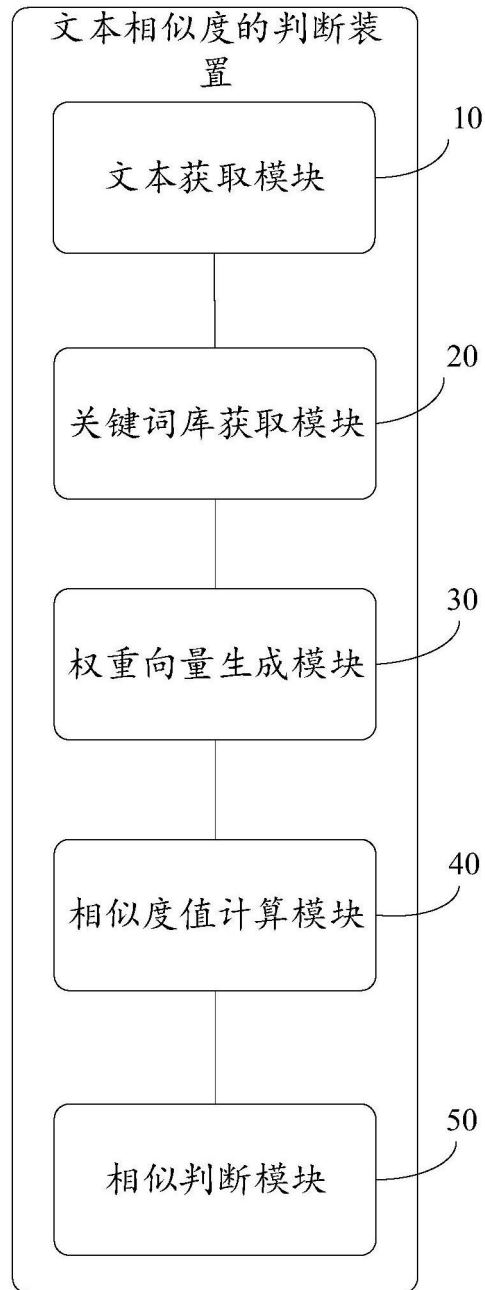 文本相似度的判断装
置
文本获取模块
10
关键词库获取模块
20
权重向量生成模块
30
相似度值计算模块
40
相似判断模块
50